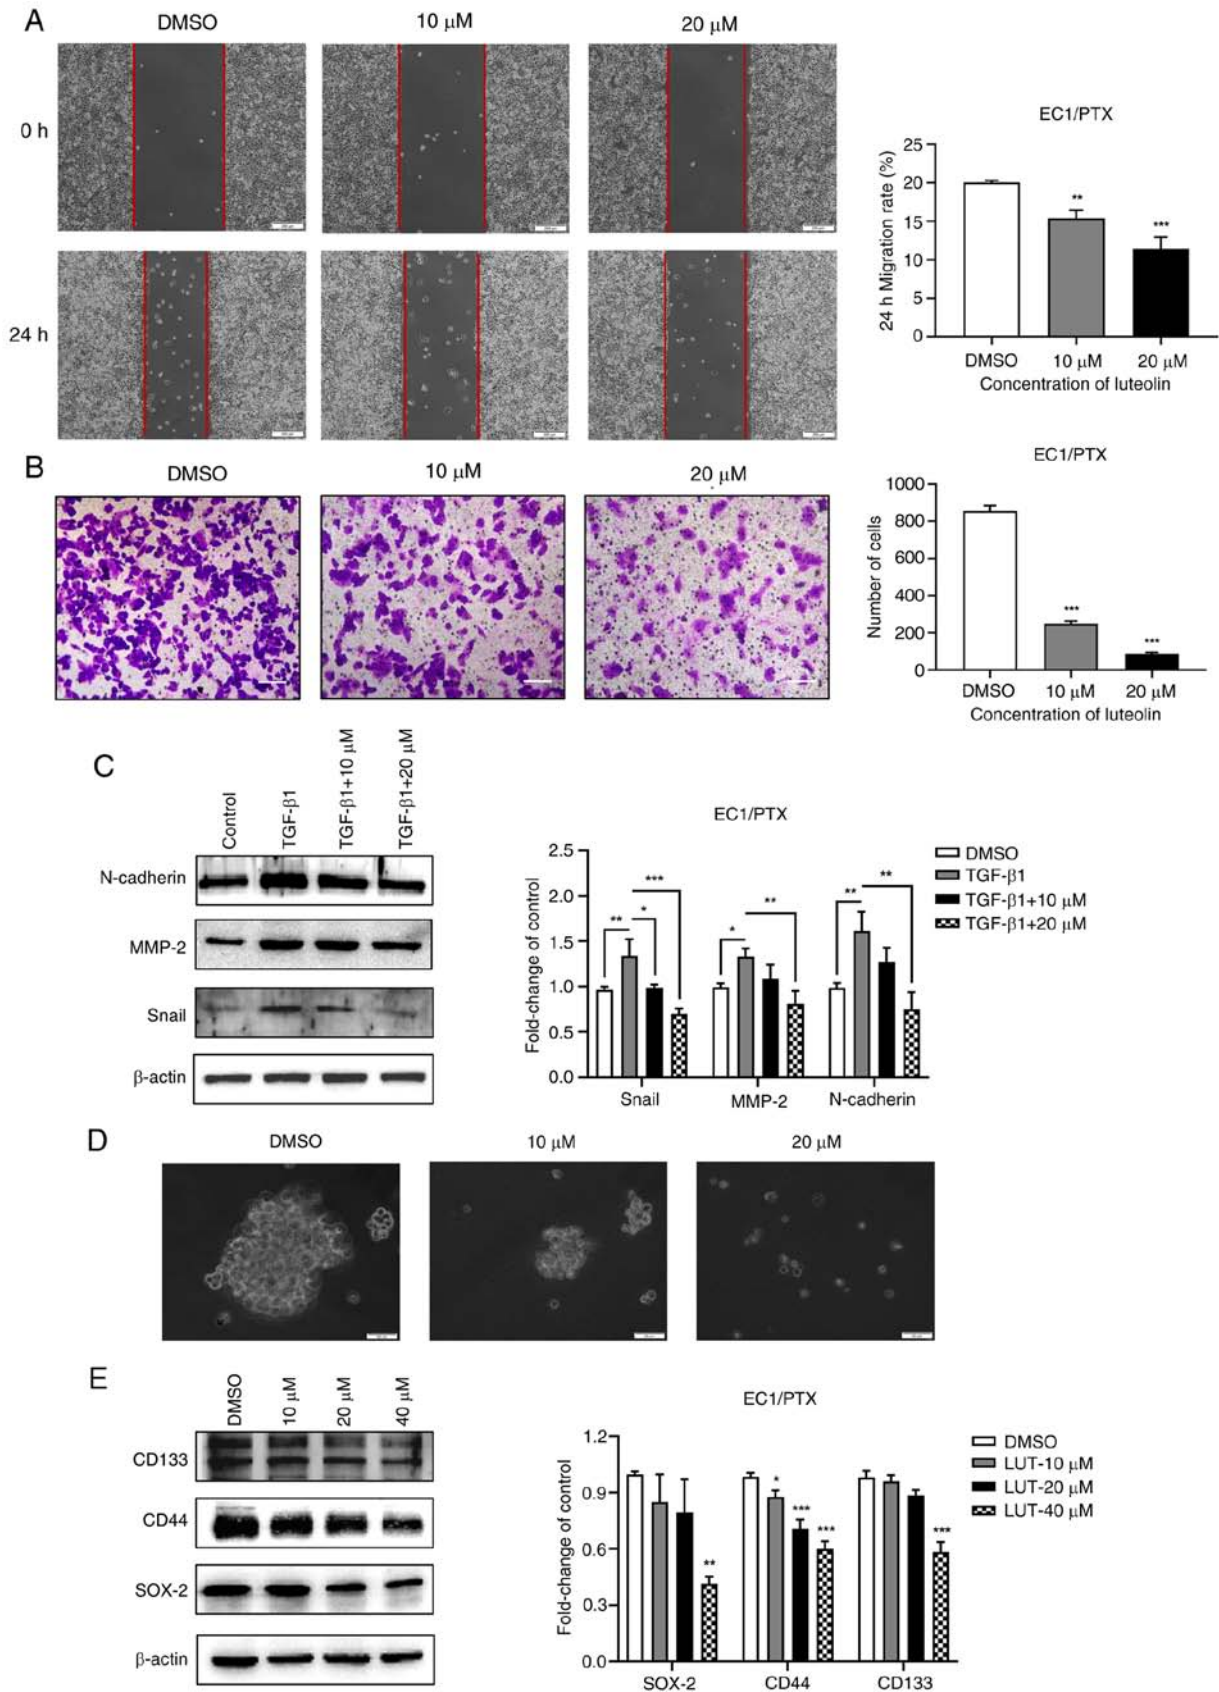 A
DMSO
10 μM
20 μM
0 h
24 h
EC1/PTX
24 h Migration rate (%)
25
20
15
10
5
0
**
***
DMSO
10 μM
20 μM
Concentration of luteolin
B
DMSO
10 μM
20 μM
EC1/PTX
Number of cells
1000
800
600
400
200
0
***
***
DMSO
10 μM
20 μM
Concentration of luteolin
C
Control
TGF-β1
TGF-β1+10 μM
TGF-β1+20 μM
N-cadherin
MMP-2
Snail
β-actin
EC1/PTX
Fold-change of control
2.5
2.0
1.5
1.0
0.5
0.0
**
*
***
*
**
**
**
Snail
MMP-2
N-cadherin
DMSO
TGF-β1
TGF-β1+10 μM
TGF-β1+20 μM
D
DMSO
10 μM
20 μM
E
DMSO
10 μM
20 μM
40 μM
CD133
CD44
SOX-2
β-actin
EC1/PTX
Fold-change of control
1.2
0.9
0.6
0.3
0.0
**
*
***
***
***
SOX-2
CD44
CD133
DMSO
LUT-10 μM
LUT-20 μM
LUT-40 μM